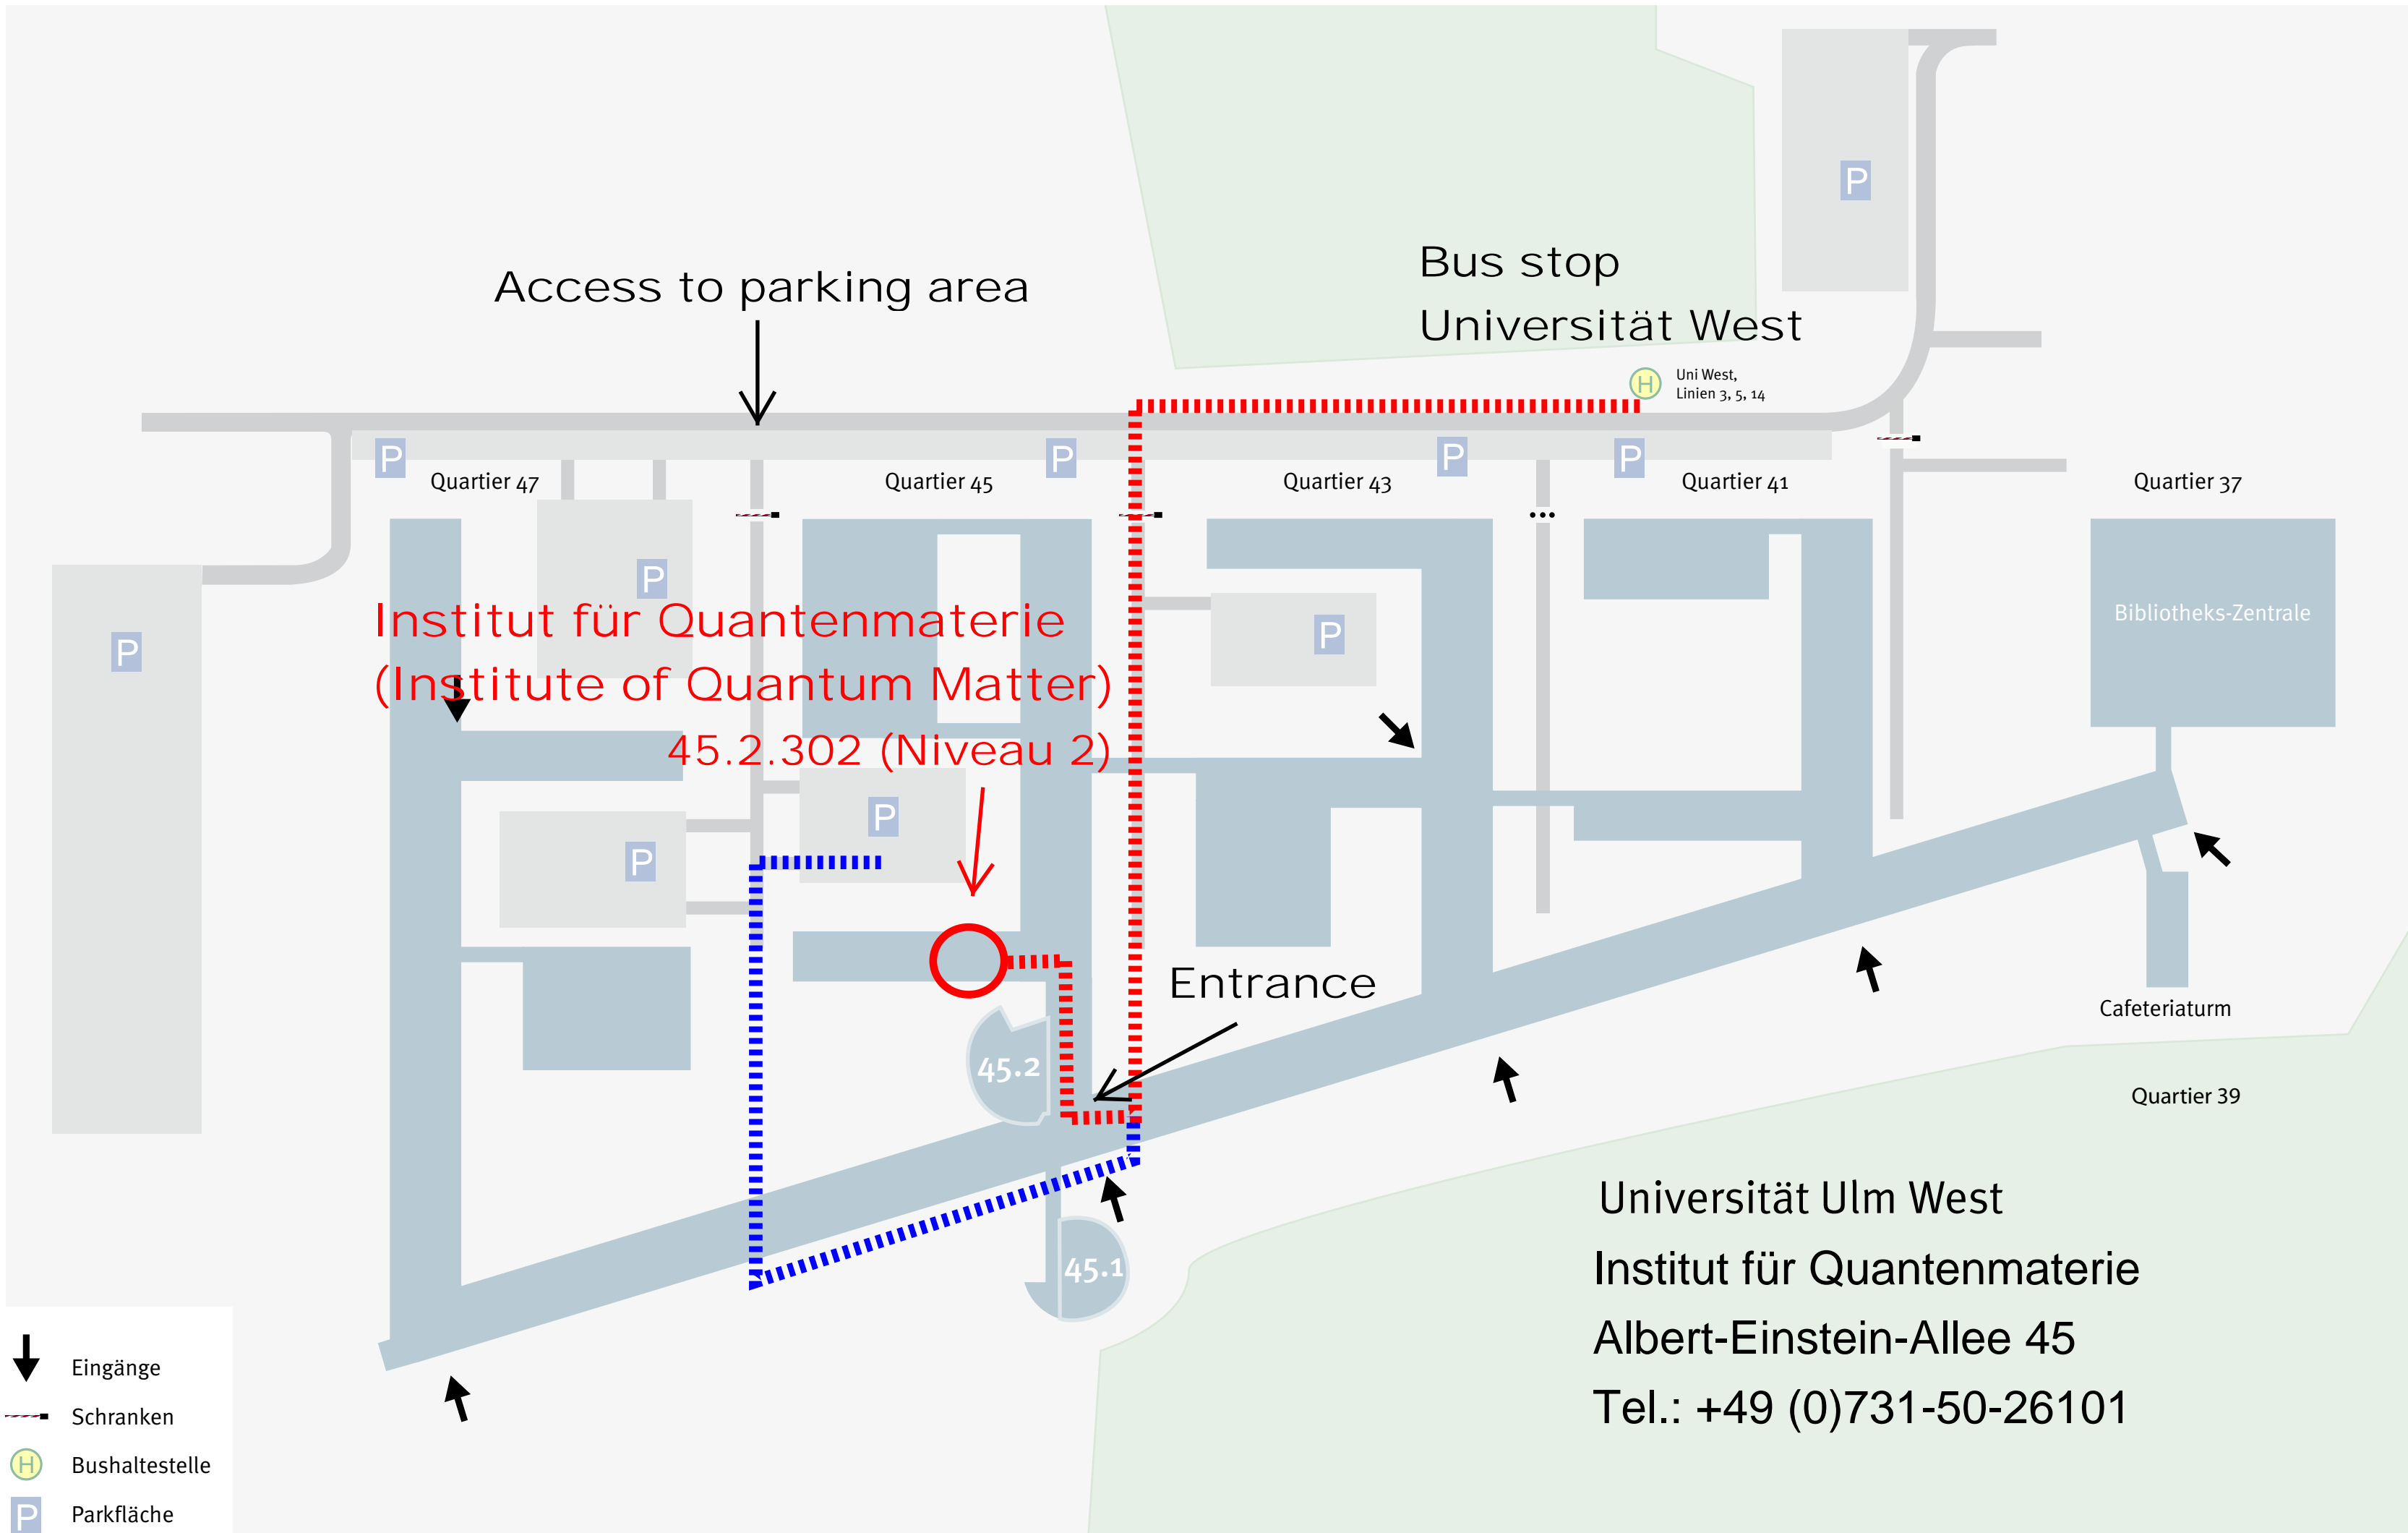 Access to parking area
Bus stop
Universität West
H
Uni West,
Linien 3, 5, 14
P
P
P
P
P
Quartier 47
Quartier 45
Quartier 43
Quartier 41
Quartier 37
P
P
P
Bibliotheks-Zentrale
Institut für Quantenmaterie
(Institute of Quantum Matter)
45.2.302 (Niveau 2)
P
P
Entrance
Cafeteriaturm
45.2
Quartier 39
45.1
Universität Ulm West
Institut für Quantenmaterie
Albert-Einstein-Allee 45
Tel.: +49 (0)731-50-26101
Eingänge
Schranken
H Bushaltestelle
P Parkfläche